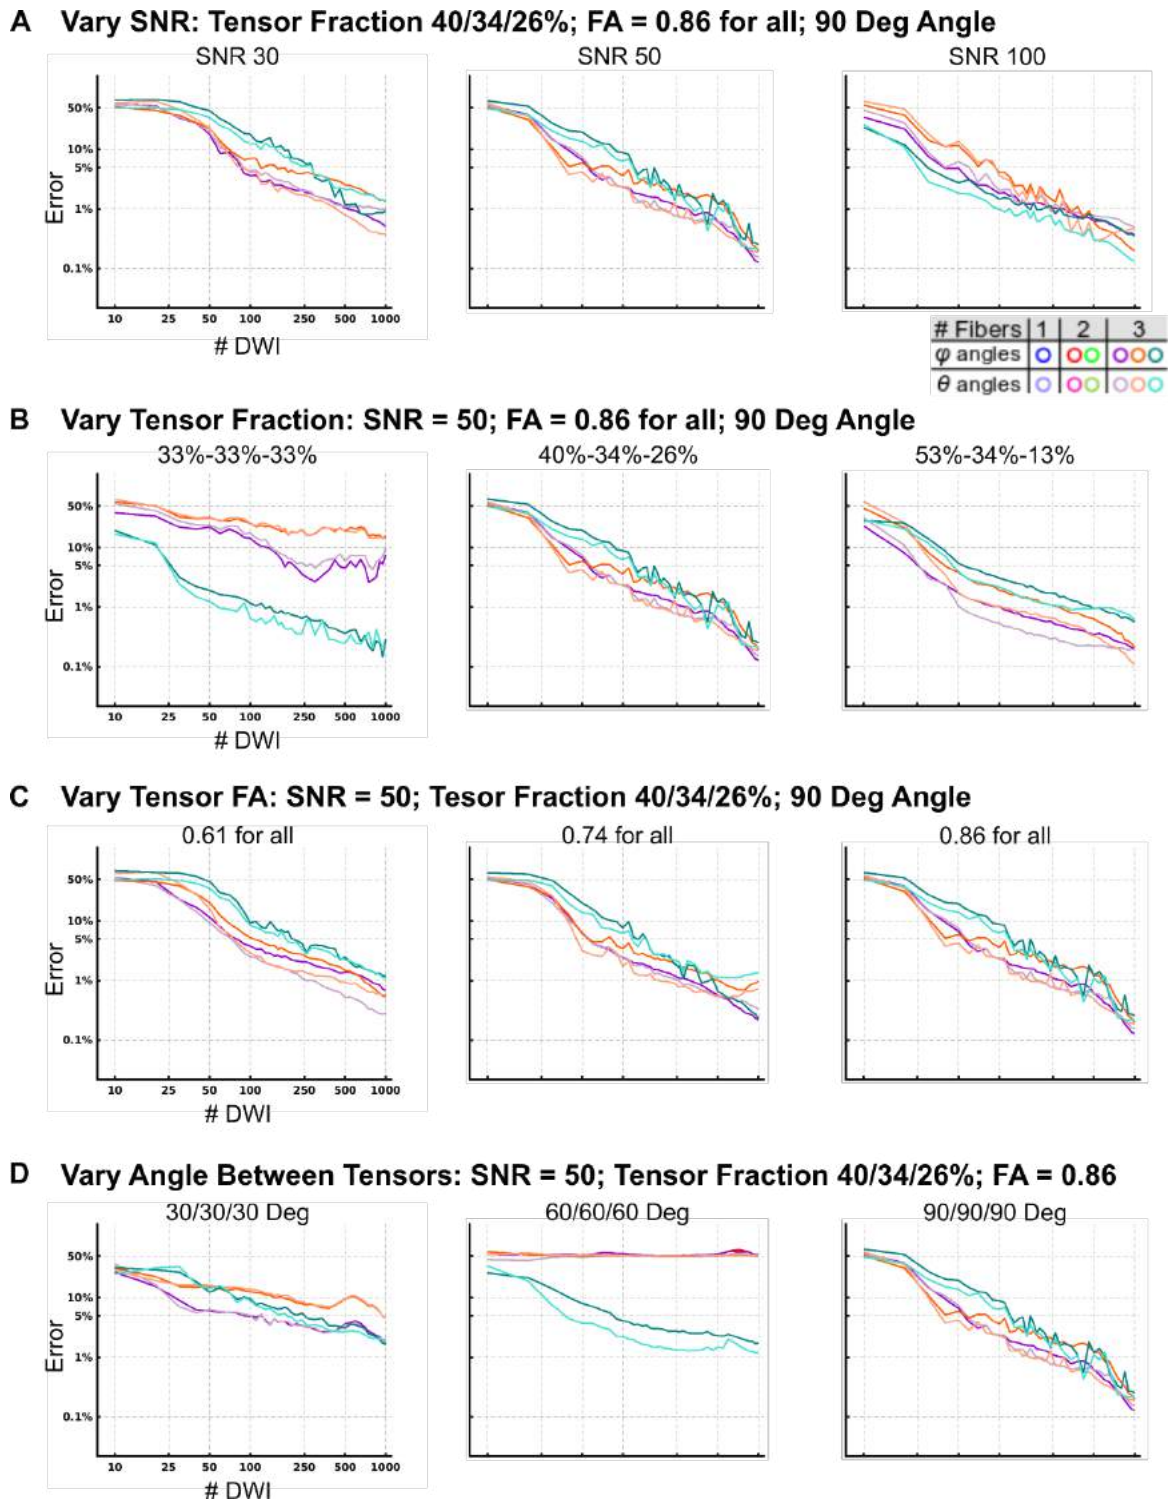 A Vary SNR: Tensor Fraction 40/34/26%; FA = 0.86 for all; 90 Deg Angle
SNR 30 SNR 50 SNR 100
50%
10%
5%
1%
0.1%
Error
10 25 50 100 250 500 1000
# DWI
# Fibers 1 2 3
φ angles
θ angles
B Vary Tensor Fraction: SNR = 50; FA = 0.86 for all; 90 Deg Angle
33%-33%-33% 40%-34%-26% 53%-34%-13%
50%
10%
5%
1%
0.1%
Error
10 25 50 100 250 500 1000
# DWI
C Vary Tensor FA: SNR = 50; Tesor Fraction 40/34/26%; 90 Deg Angle
0.61 for all 0.74 for all 0.86 for all
50%
10%
5%
1%
0.1%
Error
10 25 50 100 250 500 1000
# DWI
D Vary Angle Between Tensors: SNR = 50; Tensor Fraction 40/34/26%; FA = 0.86
30/30/30 Deg 60/60/60 Deg 90/90/90 Deg
50%
10%
5%
1%
0.1%
Error
10 25 50 100 250 500 1000
# DWI